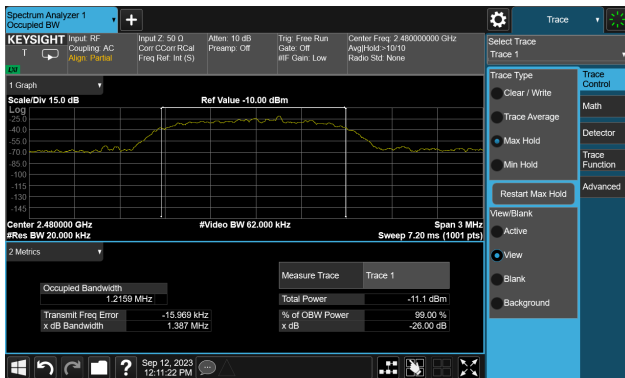 Spectrum Analyzer 1
Occupied BW
Trace
KEYSIGHT
Input: RF
Coupling: AC
Align: Partial
Input Z: 50 Ω
Corr CCorr RCal
Freq Ref: Int (S)
Atten: 10 dB
Preamp: Off
Trig: Free Run
Gate: Off
#IF Gain: Low
Center Freq: 2.480000000 GHz
Avg|Hold:>10/10
Radio Std: None
T
LXI
Select Trace
Trace 1
1 Graph
Scale/Div 15.0 dB
Ref Value -10.00 dBm
Log
-25.0
-40.0
-55.0
-70.0
-85.0
-100
-115
-130
-145
Center 2.480000 GHz
#Video BW 62.000 kHz
Span 3 MHz
#Res BW 20.000 kHz
Sweep 7.20 ms (1001 pts)
2 Metrics
Measure Trace
Trace 1
Occupied Bandwidth
1.2159 MHz
Total Power
-11.1 dBm
Transmit Freq Error
-15.969 kHz
% of OBW Power
99.00 %
x dB Bandwidth
1.387 MHz
x dB
-26.00 dB
Trace Type
Clear / Write
Trace Average
Max Hold
Min Hold
Restart Max Hold
View/Blank
Active
View
Blank
Background
Trace
Control
Math
Detector
Trace
Function
Advanced
?
Sep 12, 2023
12:11:22 PM